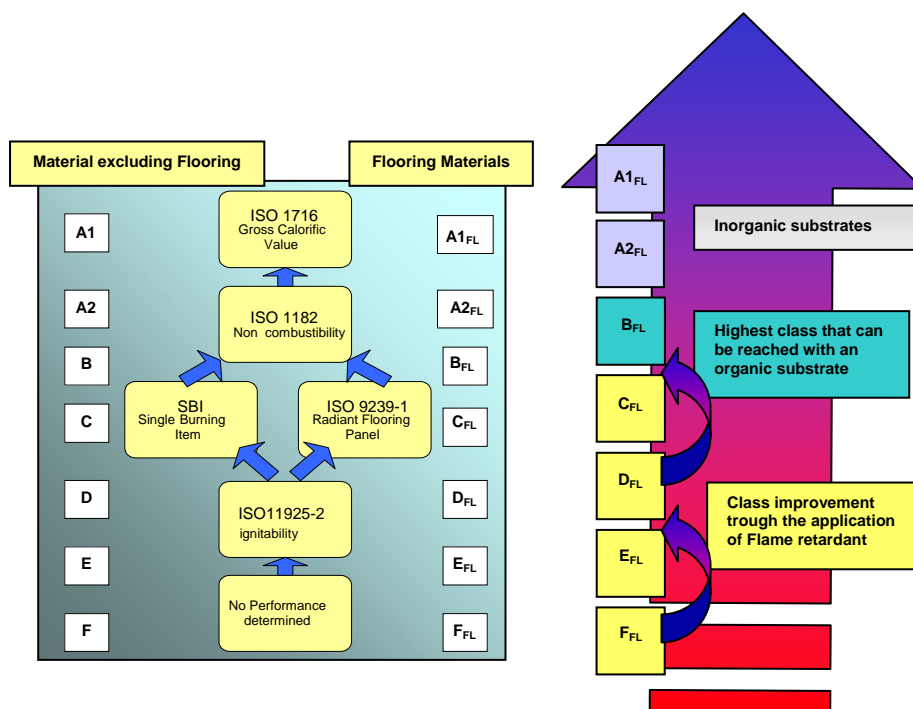 Material excluding Flooring
Flooring Materials
A1
A2
B
C
D
E
F
ISO 1716
Gross Calorific
Value
ISO 1182
Non combustibility
SBI
Single Burning
Item
ISO 9239-1
Radiant Flooring
Panel
ISO11925-2
ignitability
No Performance
determined
A1FL
A2FL
BFL
CFL
DFL
EFL
FFL
A1FL
A2FL
BFL
CFL
DFL
EFL
FFL
Inorganic substrates
Highest class that can
be reached with an
organic substrate
Class improvement
trough the application
of Flame retardant